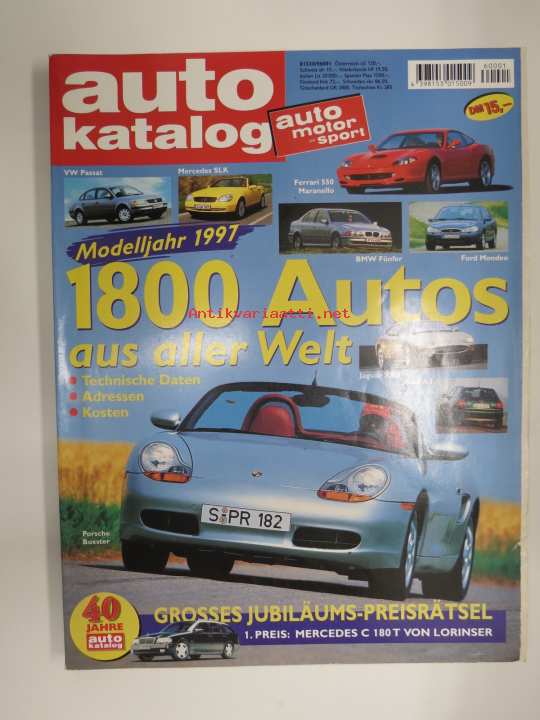 auto
katalog
auto
motor
sport
DM 15,–
60001
VW Passat
Mercedes SLK
Ferrari 550
Maranello
BMW Fünfer
Ford Mondeo
Modelljahr 1997
1800 Autos
Antikvariaatti.net
aus aller Welt
• Technische Daten
• Adressen
• Kosten
S PR 182
Porsche
Boxster
40
JAHRE
auto
katalog
GROSSES JUBILÄUMS-PREISRÄTSEL
1. PREIS: MERCEDES C 180 T VON LORINSER